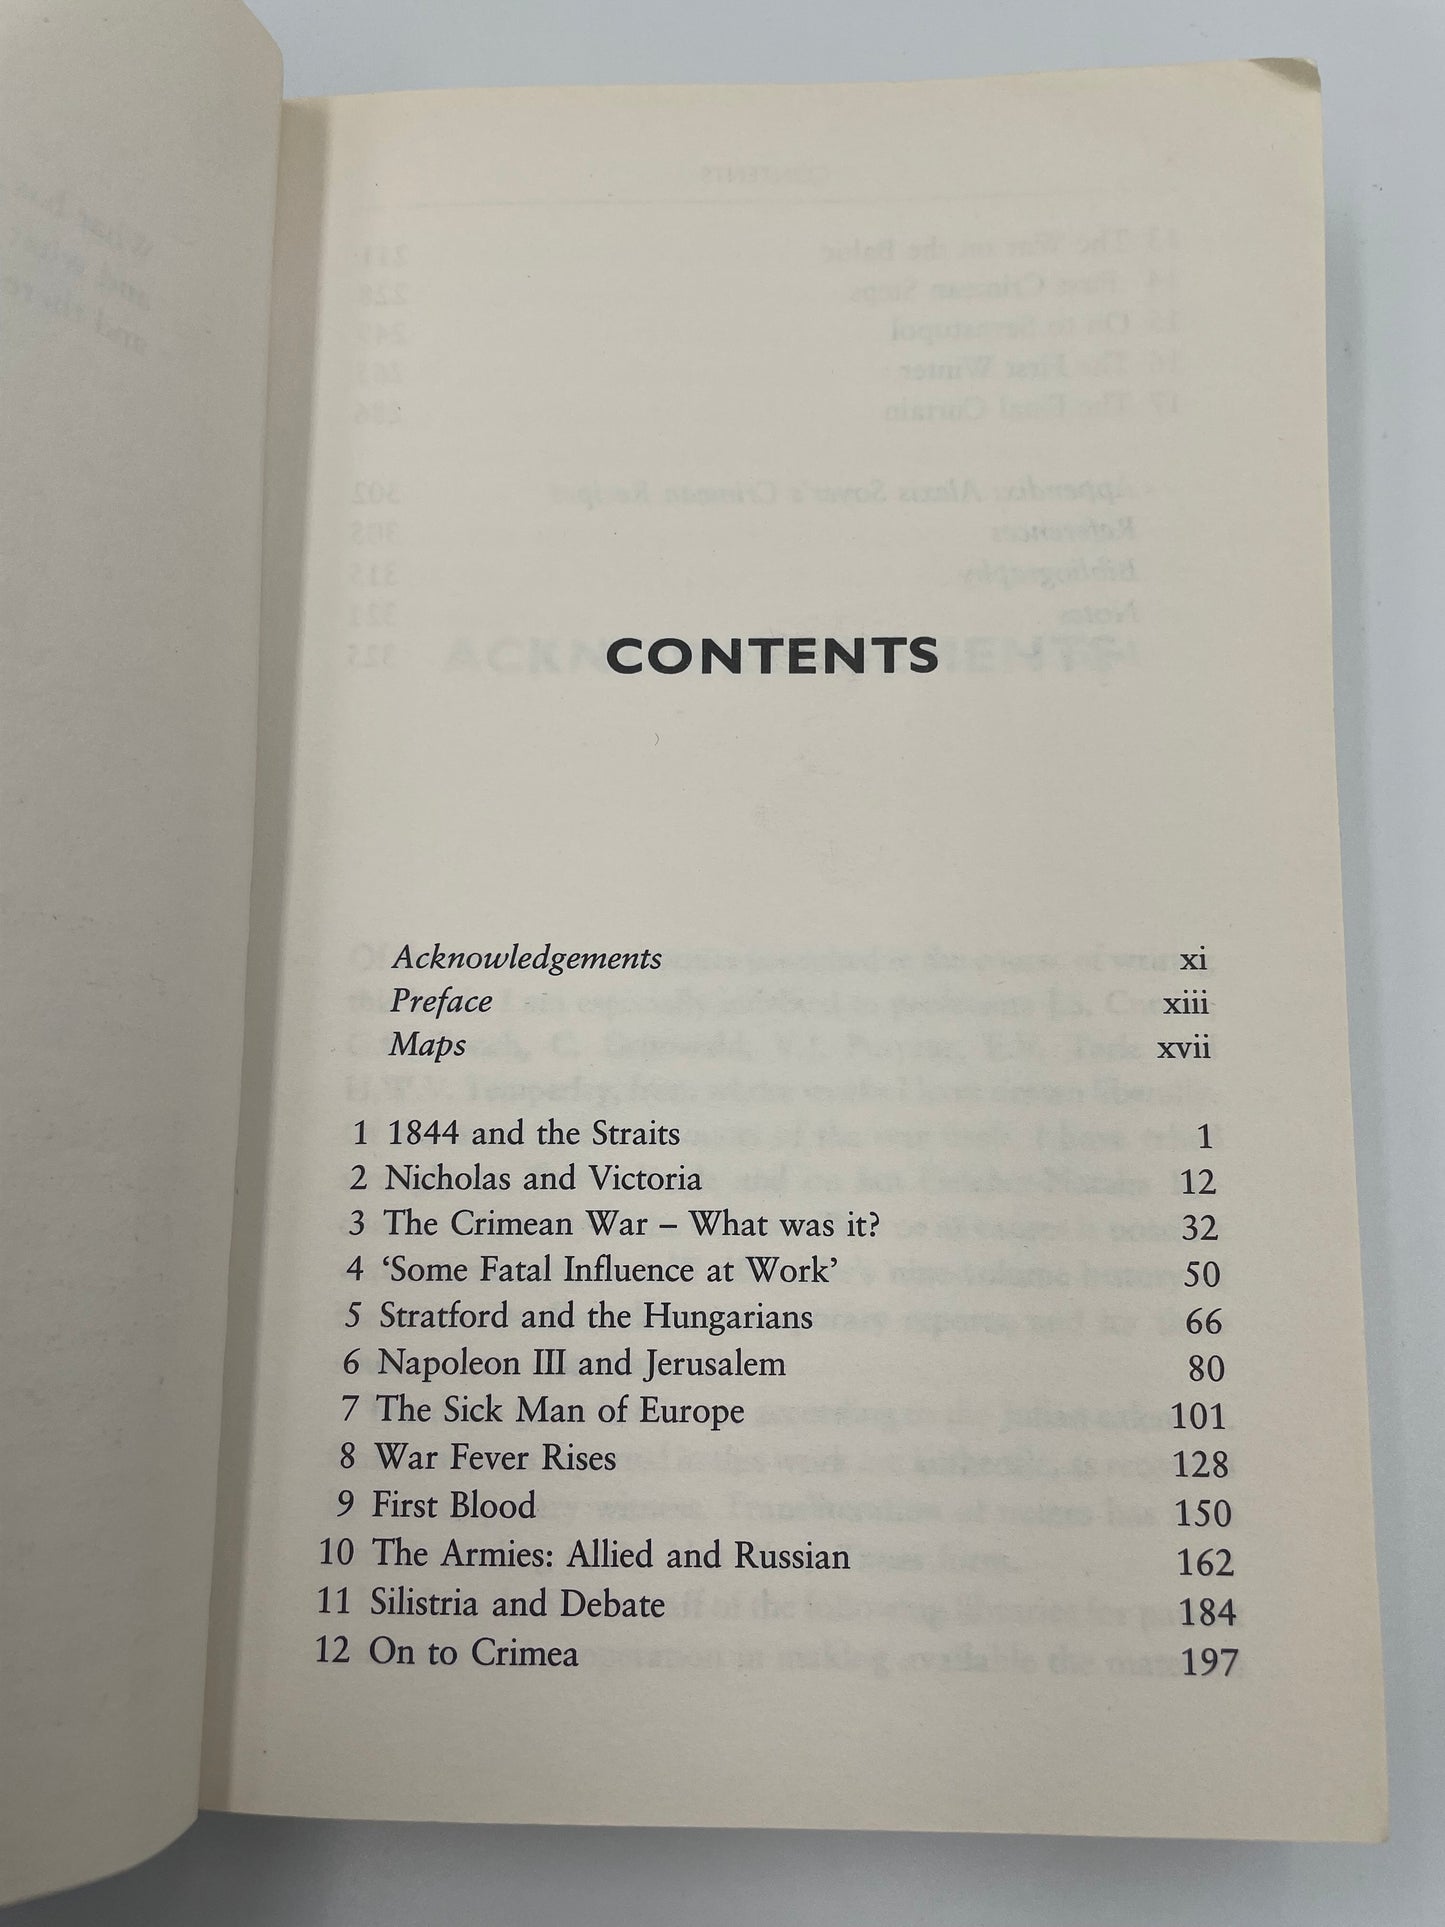 CONTENTS
Acknowledgements xi
Preface xiii
Maps xvii
1 1844 and the Straits 1
2 Nicholas and Victoria 12
3 The Crimean War – What was it? 32
4 ‘Some Fatal Influence at Work’ 50
5 Stratford and the Hungarians 66
6 Napoleon III and Jerusalem 80
7 The Sick Man of Europe 101
8 War Fever Rises 128
9 First Blood 150
10 The Armies: Allied and Russian 162
11 Silistria and Debate 184
12 On to Crimea 197